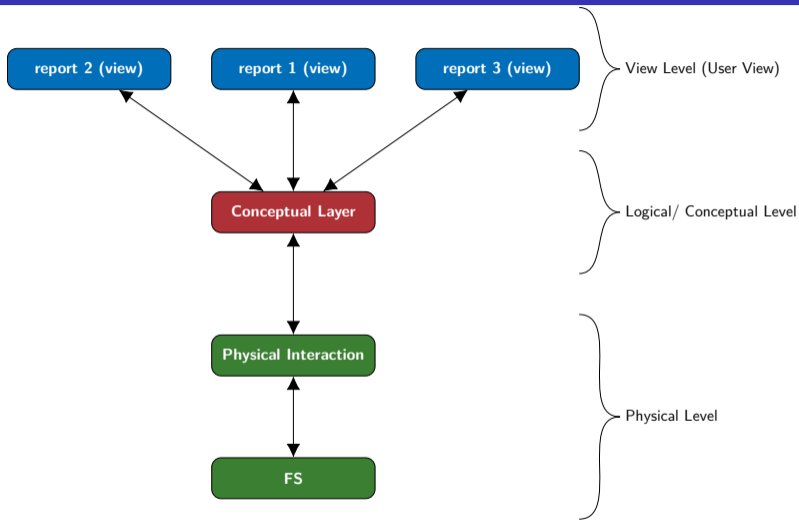 report 2 (view)
report 1 (view)
report 3 (view)
View Level (User View)
Conceptual Layer
Logical/ Conceptual Level
Physical Interaction
Physical Level
FS